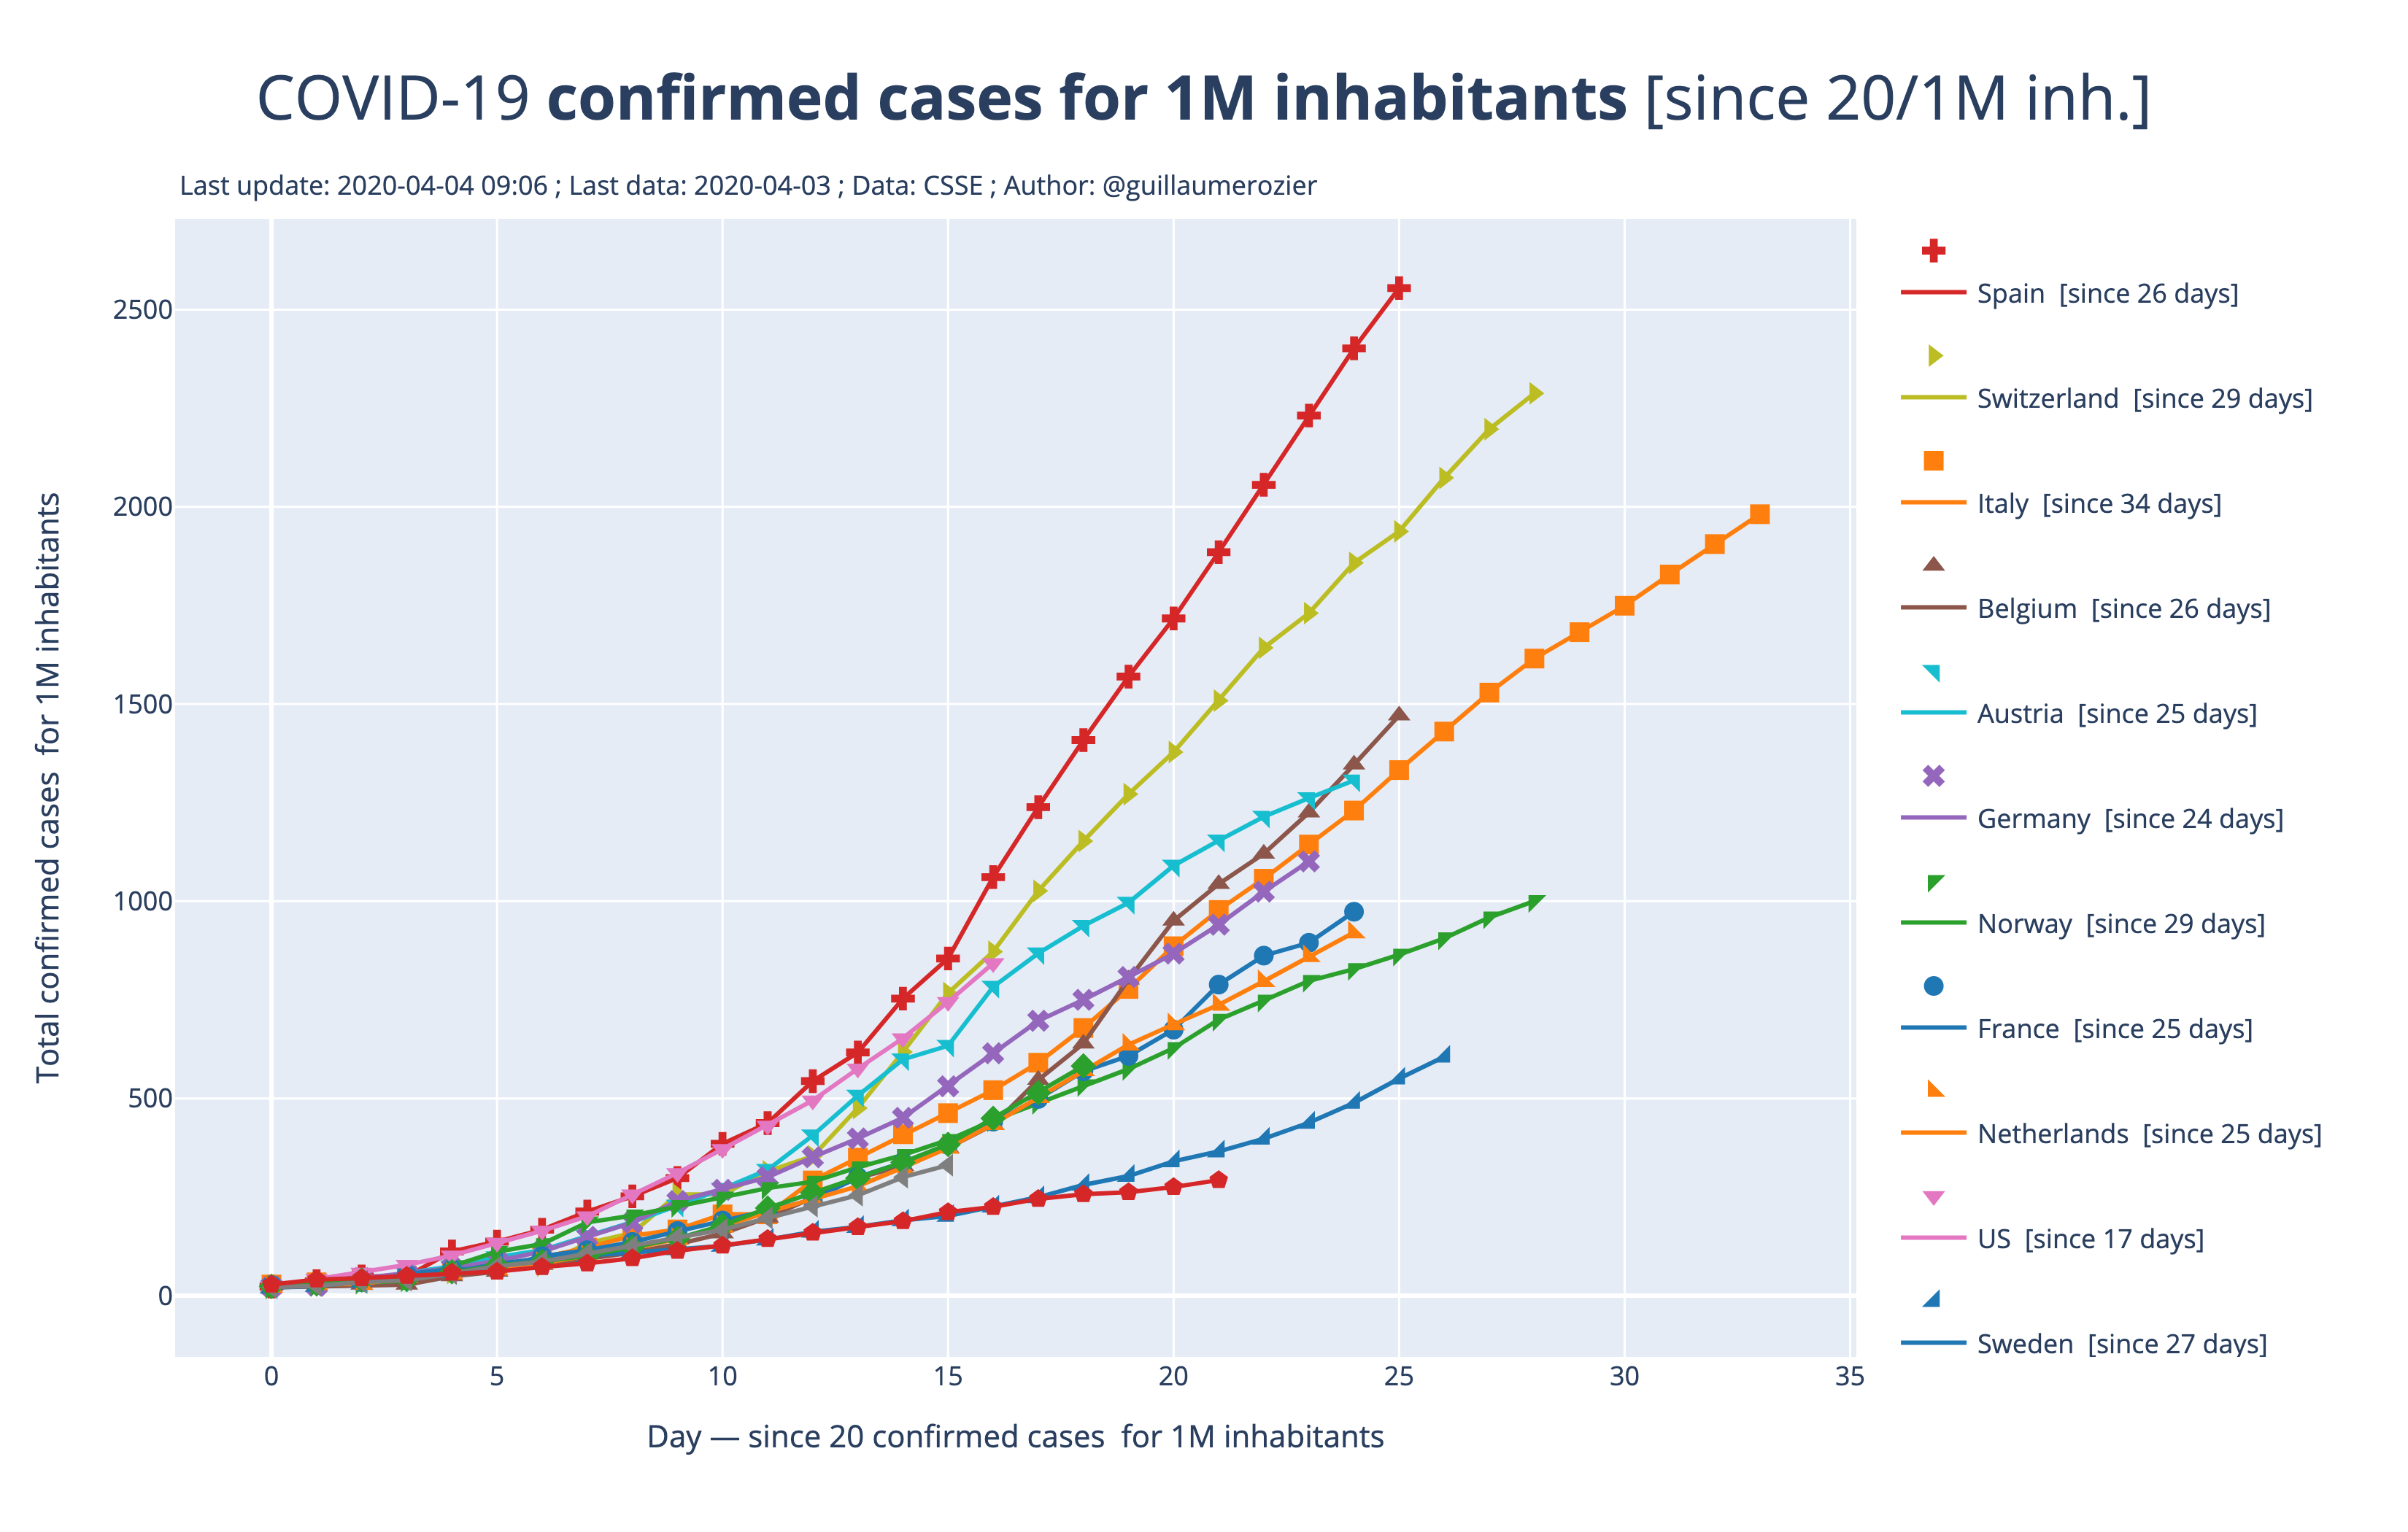 COVID-19 confirmed cases for 1M inhabitants [since 20/1M inh.]
Last update: 2020-04-04 09:06 ; Last data: 2020-04-03 ; Data: CSSE ; Author: @guillaumerozier
Total confirmed cases for 1M inhabitants
2500
2000
1500
1000
500
0
0 5 10 15 20 25 30 35
Day — since 20 confirmed cases for 1M inhabitants
Spain [since 26 days]
Switzerland [since 29 days]
Italy [since 34 days]
Belgium [since 26 days]
Austria [since 25 days]
Germany [since 24 days]
Norway [since 29 days]
France [since 25 days]
Netherlands [since 25 days]
US [since 17 days]
Sweden [since 27 days]